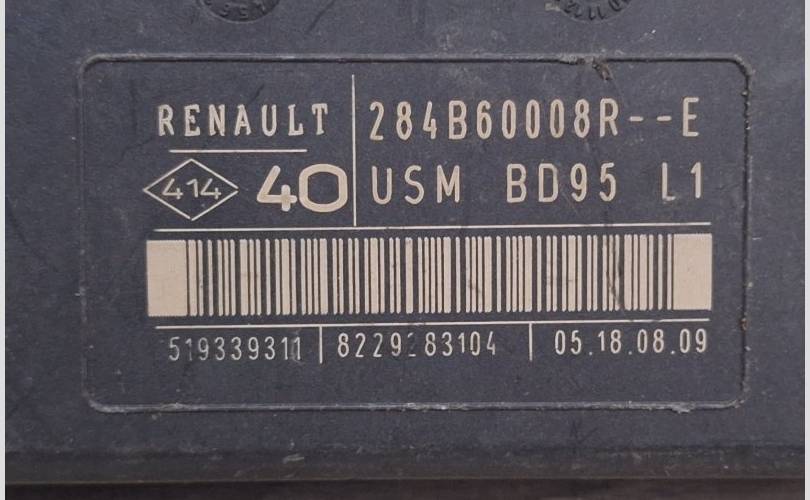 RENAULT 284B60008R--E
414 40 USM BD95 L1
519339311 8229283104 05.18.08.09